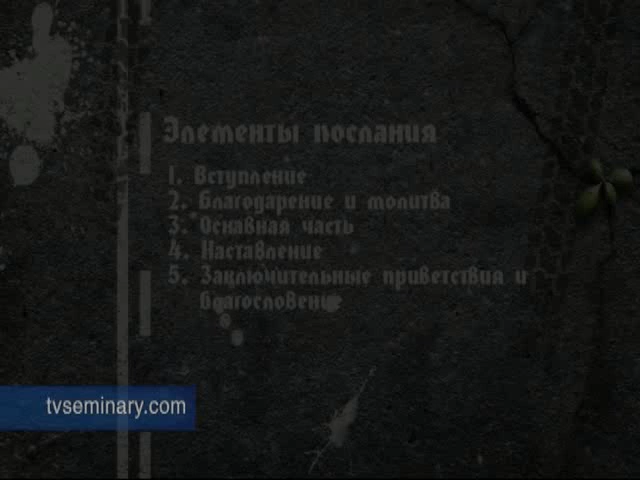 Элементы послания
1. Вступление
2. Благодарение и молитва
3. Основная часть
4. Наставление
5. Заключительные приветствия и
благословение
tvseminary.com